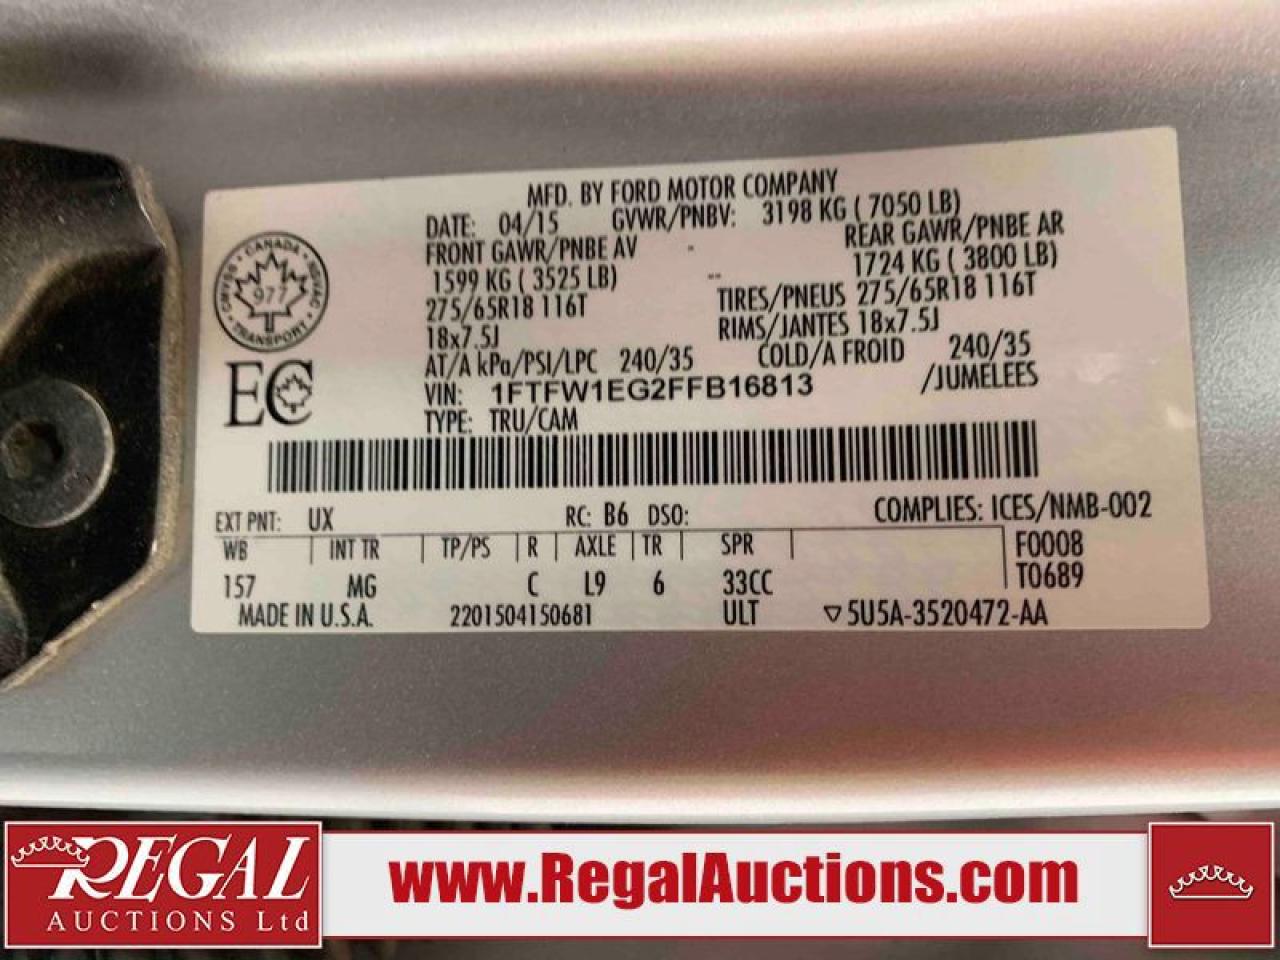 MFD. BY FORD MOTOR COMPANY
DATE: 04/15 GVWR/PNBV: 3198 KG ( 7050 LB)
FRONT GAWR/PNBE AV REAR GAWR/PNBE AR
1599 KG ( 3525 LB) 1724 KG ( 3800 LB)
275/65R18 116T TIRES/PNEUS 275/65R18 116T
18x7.5J RIMS/JANTES 18x7.5J
AT/A kPa/PSI/LPC 240/35 COLD/A FROID 240/35
VIN: 1FTFW1EG2FFB16813 /JUMELEES
TYPE: TRU/CAM
CANADA
977
TRANSPORT
EC
EXT PNT: UX RC: B6 DSO: COMPLIES: ICES/NMB-002
WB | INT TR | TP/PS | R | AXLE | TR | SPR | F0008
157 MG C L9 6 33CC T0689
MADE IN U.S.A. 2201504150681 ULT ▽5U5A-3520472-AA
REGAL
AUCTIONS Ltd
www.RegalAuctions.com